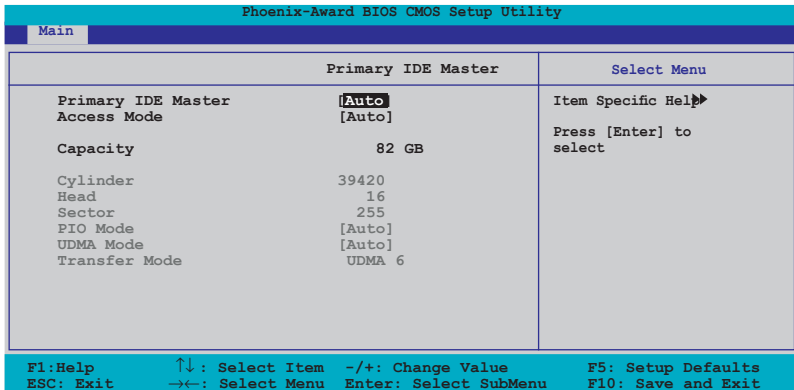 Phoenix-Award BIOS CMOS Setup Utility
Main
Primary IDE Master Select Menu
Primary IDE Master [Auto]
Access Mode [Auto]
Capacity 82 GB
Cylinder 39420
Head 16
Sector 255
PIO Mode [Auto]
UDMA Mode [Auto]
Transfer Mode UDMA 6
Item Specific Help
Press [Enter] to
select
F1:Help ↑↓: Select Item -/+: Change Value F5: Setup Defaults
ESC: Exit →←: Select Menu Enter: Select SubMenu F10: Save and Exit